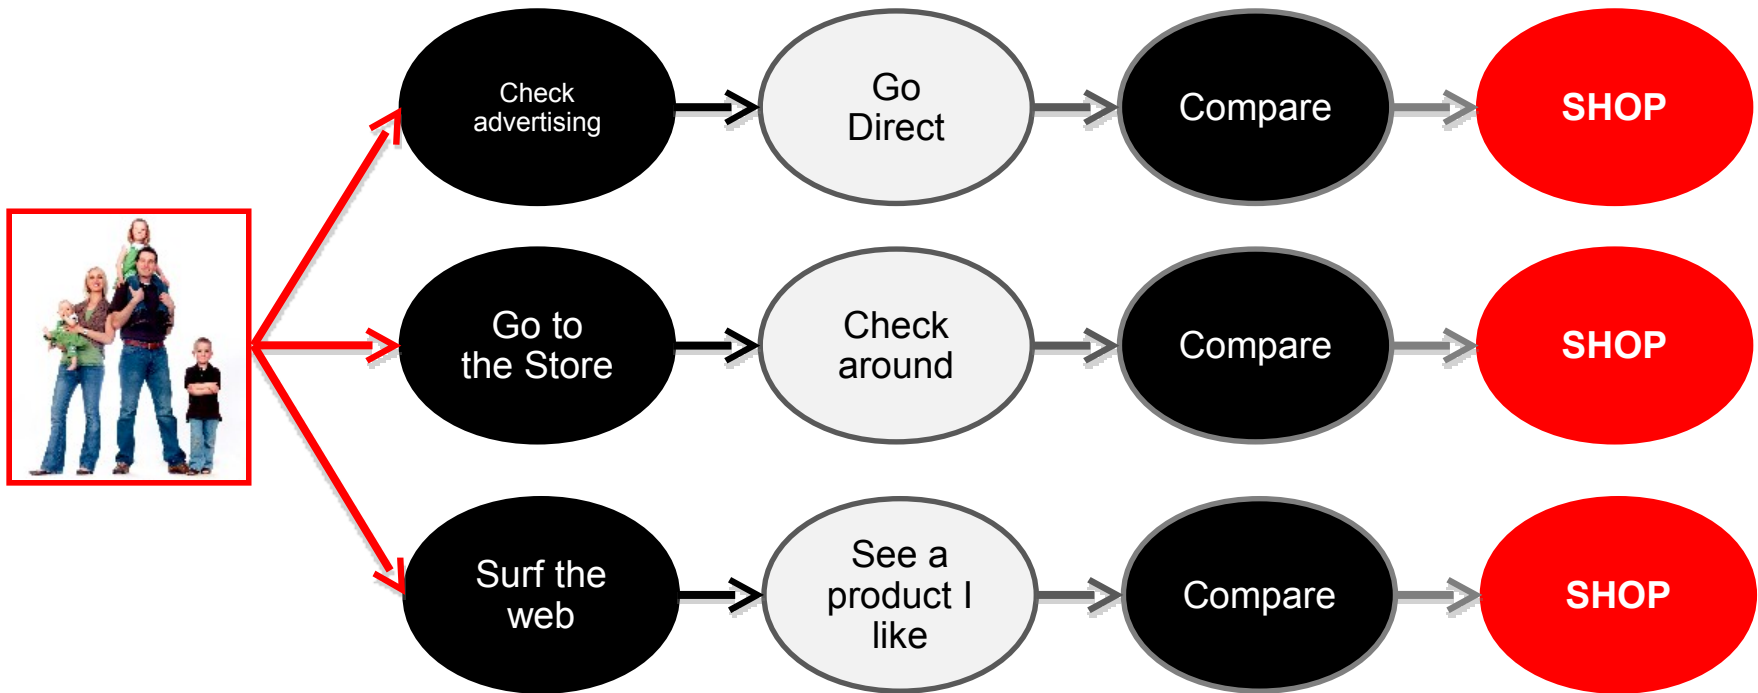 Check
advertising
Go
Direct
Compare
SHOP
Go to
the Store
Check
around
Compare
SHOP
Surf the
web
See a
product I
like
Compare
SHOP